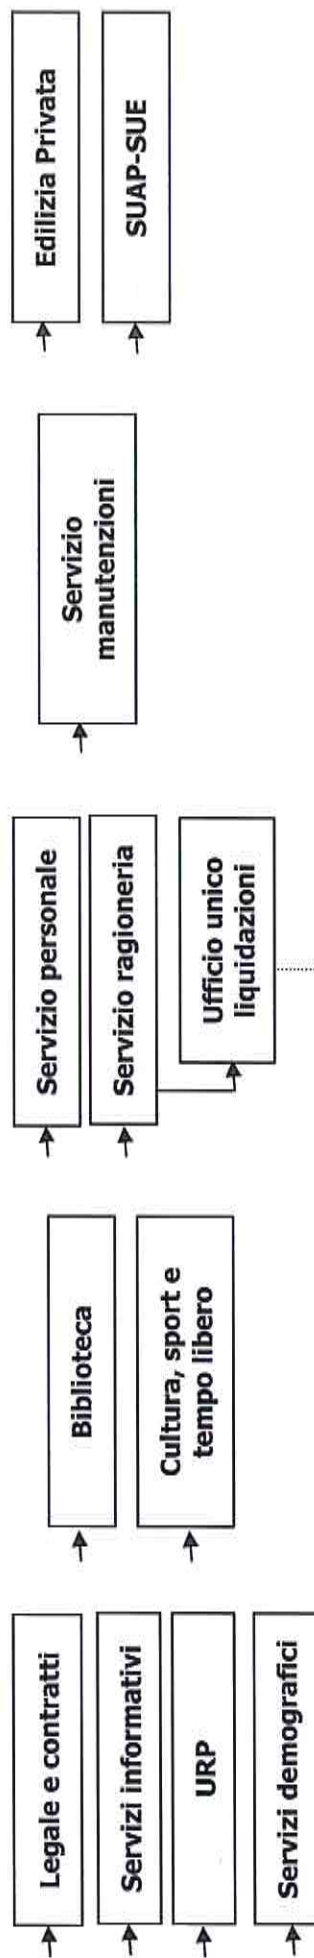 Legale e contratti
Servizi informativi
URP
Servizi demografici
Biblioteca
Cultura, sport e
tempo libero
Servizio personale
Servizio ragioneria
Ufficio unico
liquidazioni
Servizio
manutenzioni
Edilizia Privata
SUAP-SUE